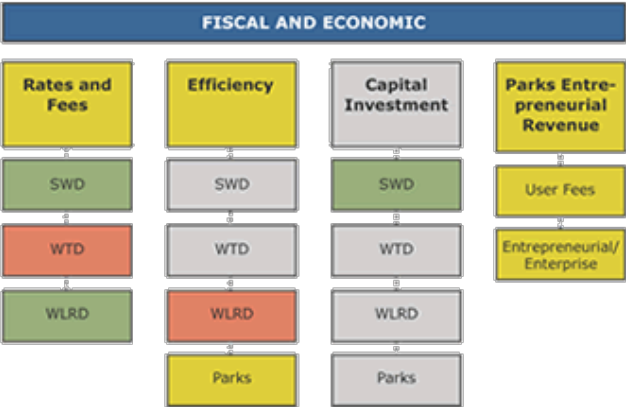 FISCAL AND ECONOMIC
Rates and
Fees
SWD
WTD
WLRD
Efficiency
SWD
WTD
WLRD
Parks
Capital
Investment
SWD
WTD
WLRD
Parks
Parks Entre-
preneurial
Revenue
User Fees
Entrepreneurial/
Enterprise